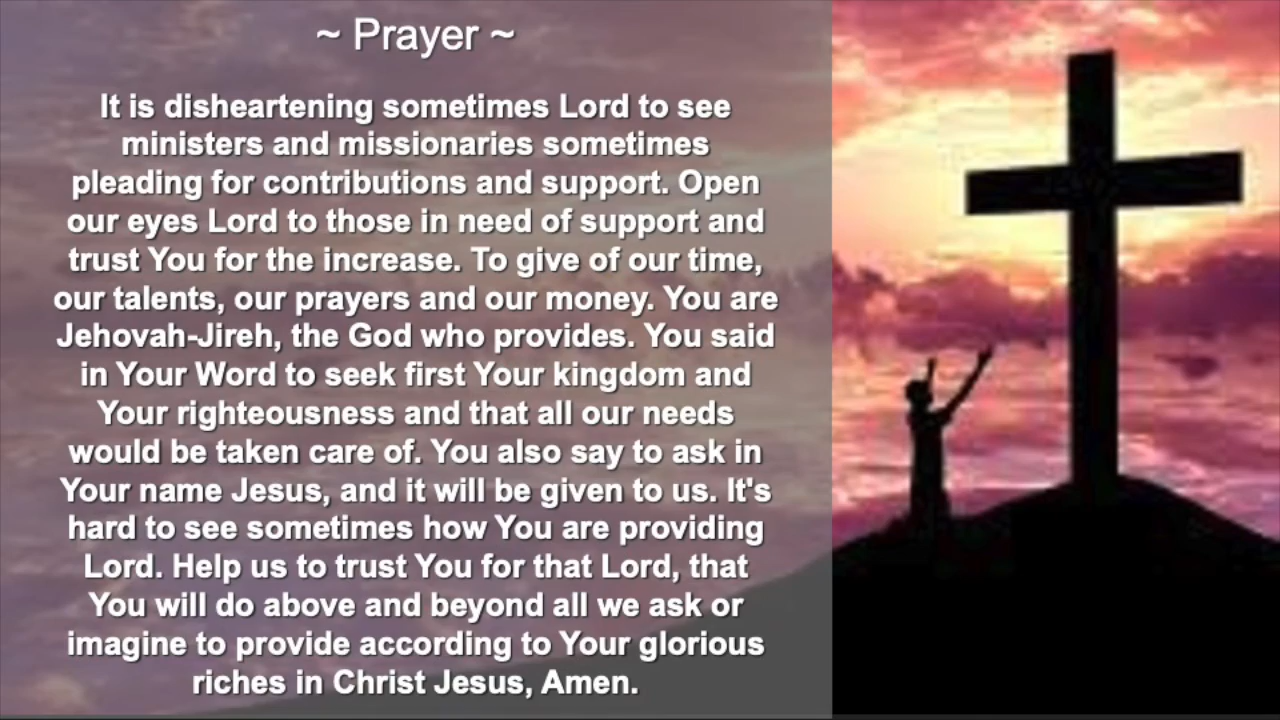 ~ Prayer ~
It is disheartening sometimes Lord to see
ministers and missionaries sometimes
pleading for contributions and support. Open
our eyes Lord to those in need of support and
trust You for the increase. To give of our time,
our talents, our prayers and our money. You are
Jehovah-Jireh, the God who provides. You said
in Your Word to seek first Your kingdom and
Your righteousness and that all our needs
would be taken care of. You also say to ask in
Your name Jesus, and it will be given to us. It's
hard to see sometimes how You are providing
Lord. Help us to trust You for that Lord, that
You will do above and beyond all we ask or
imagine to provide according to Your glorious
riches in Christ Jesus, Amen.